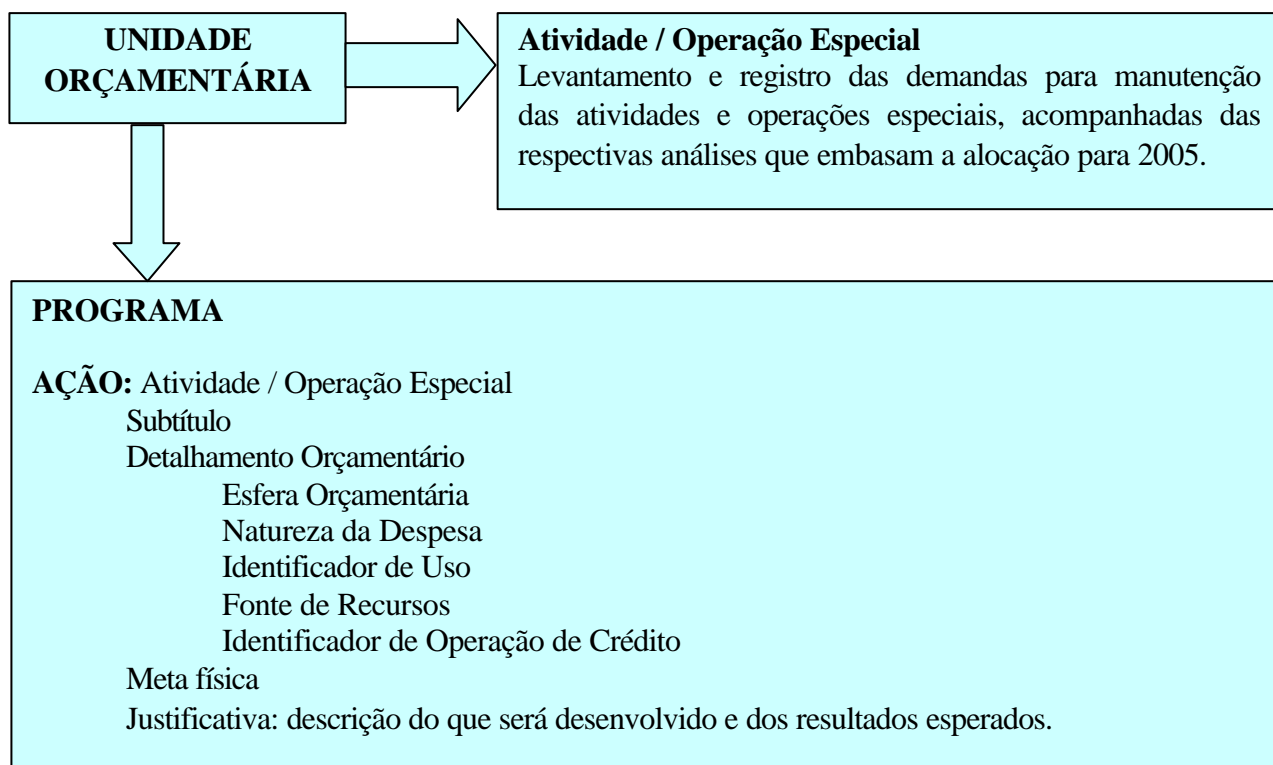 UNIDADE
ORÇAMENTÁRIA
Atividade / Operação Especial
Levantamento e registro das demandas para manutenção
das atividades e operações especiais, acompanhadas das
respectivas análises que embasam a alocação para 2005.
PROGRAMA
AÇÃO: Atividade / Operação Especial
Subtítulo
Detalhamento Orçamentário
Esfera Orçamentária
Natureza da Despesa
Identificador de Uso
Fonte de Recursos
Identificador de Operação de Crédito
Meta física
Justificativa: descrição do que será desenvolvido e dos resultados esperados.